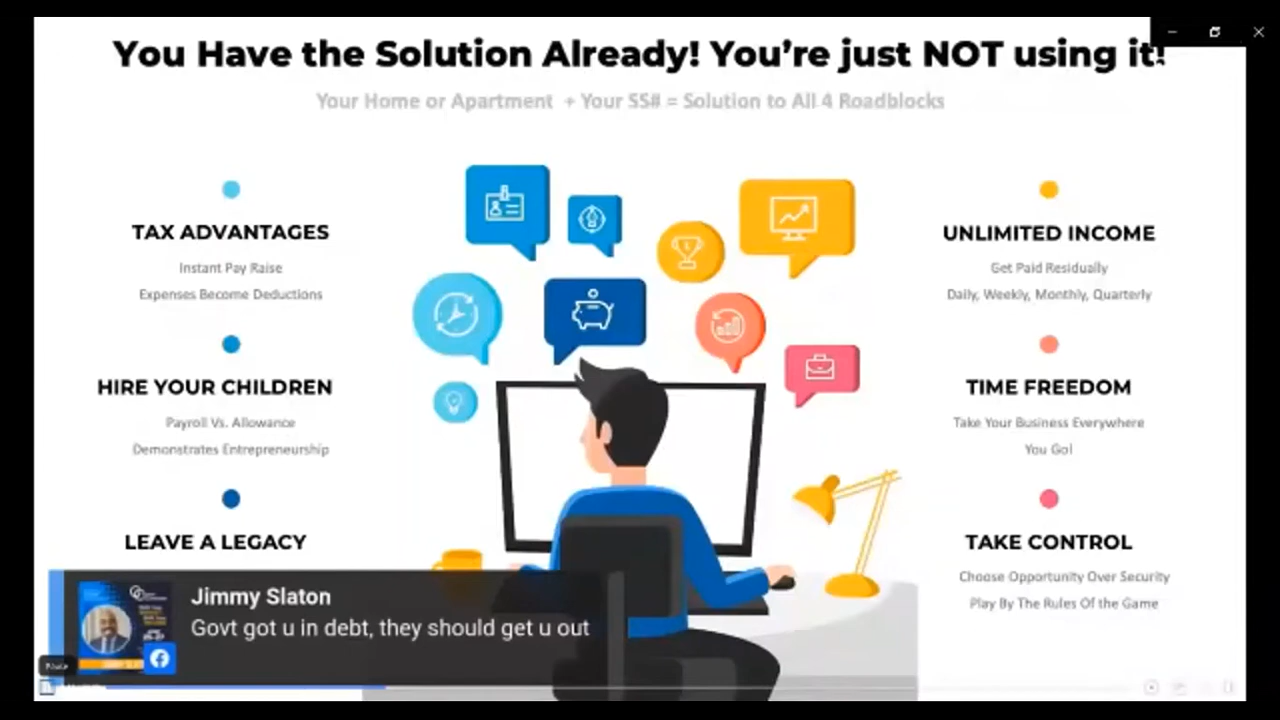 You Have the Solution Already! You're just NOT using it!
Your Home or Apartment + Your SS# = Solution to All 4 Roadblocks
TAX ADVANTAGES
Instant Pay Raise
Expenses Become Deductions
HIRE YOUR CHILDREN
Payroll Vs. Allowance
Demonstrates Entrepreneurship
LEAVE A LEGACY
UNLIMITED INCOME
Get Paid Residually
Daily, Weekly, Monthly, Quarterly
TIME FREEDOM
Take Your Business Everywhere
You Go!
TAKE CONTROL
Choose Opportunity Over Security
Play By The Rules Of the Game
Jimmy Slaton
Govt got u in debt, they should get u out